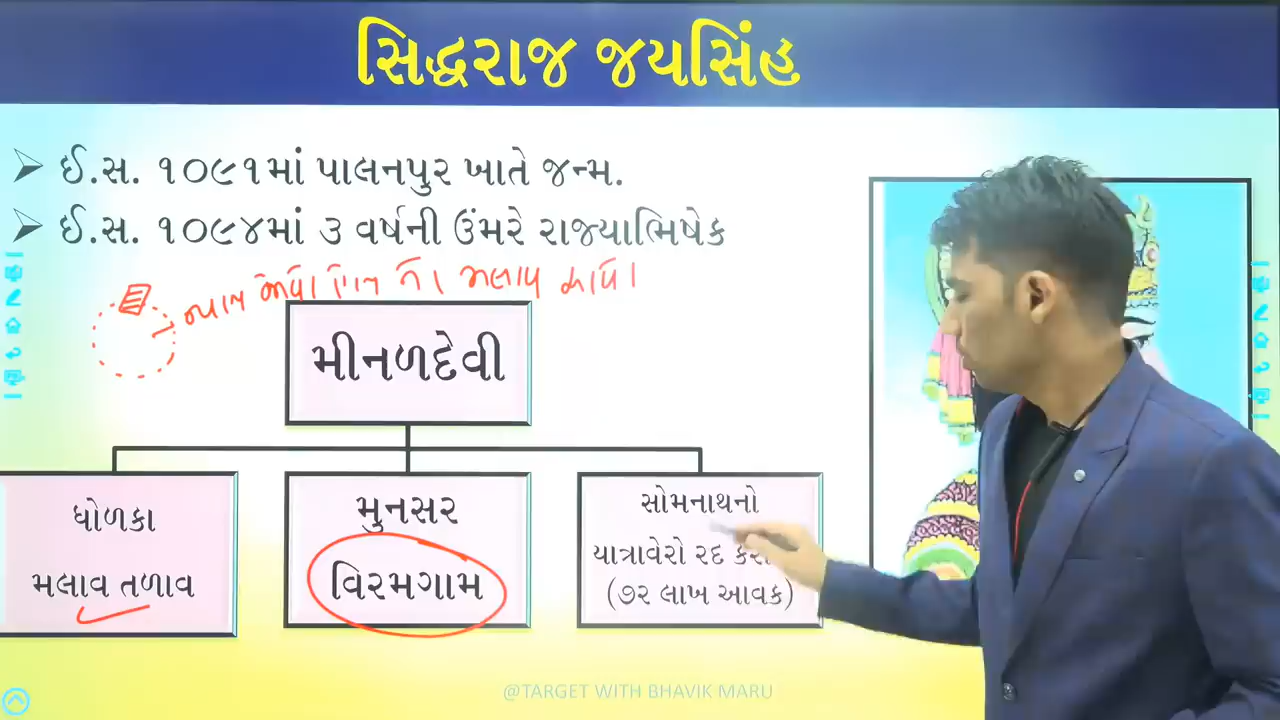 સિદ્ધરાજ જયસિંહ
ઈ.સ. ૧૦૯૧માં પાલનપુર ખાતે જન્મ.
ઈ.સ. ૧૦૯૪માં ૩ વર્ષની ઉંમરે રાજ્યાભિષેક
મલાવ
મીનળદેવી
ધોળકા
મલાવ તળાવ
મુનસર
વિરમગામ
સોમનાથનો
યાત્રાવેરો રદ
(૭૨ લાખ આવક)
@TARGET WITH BHAVIK MARU